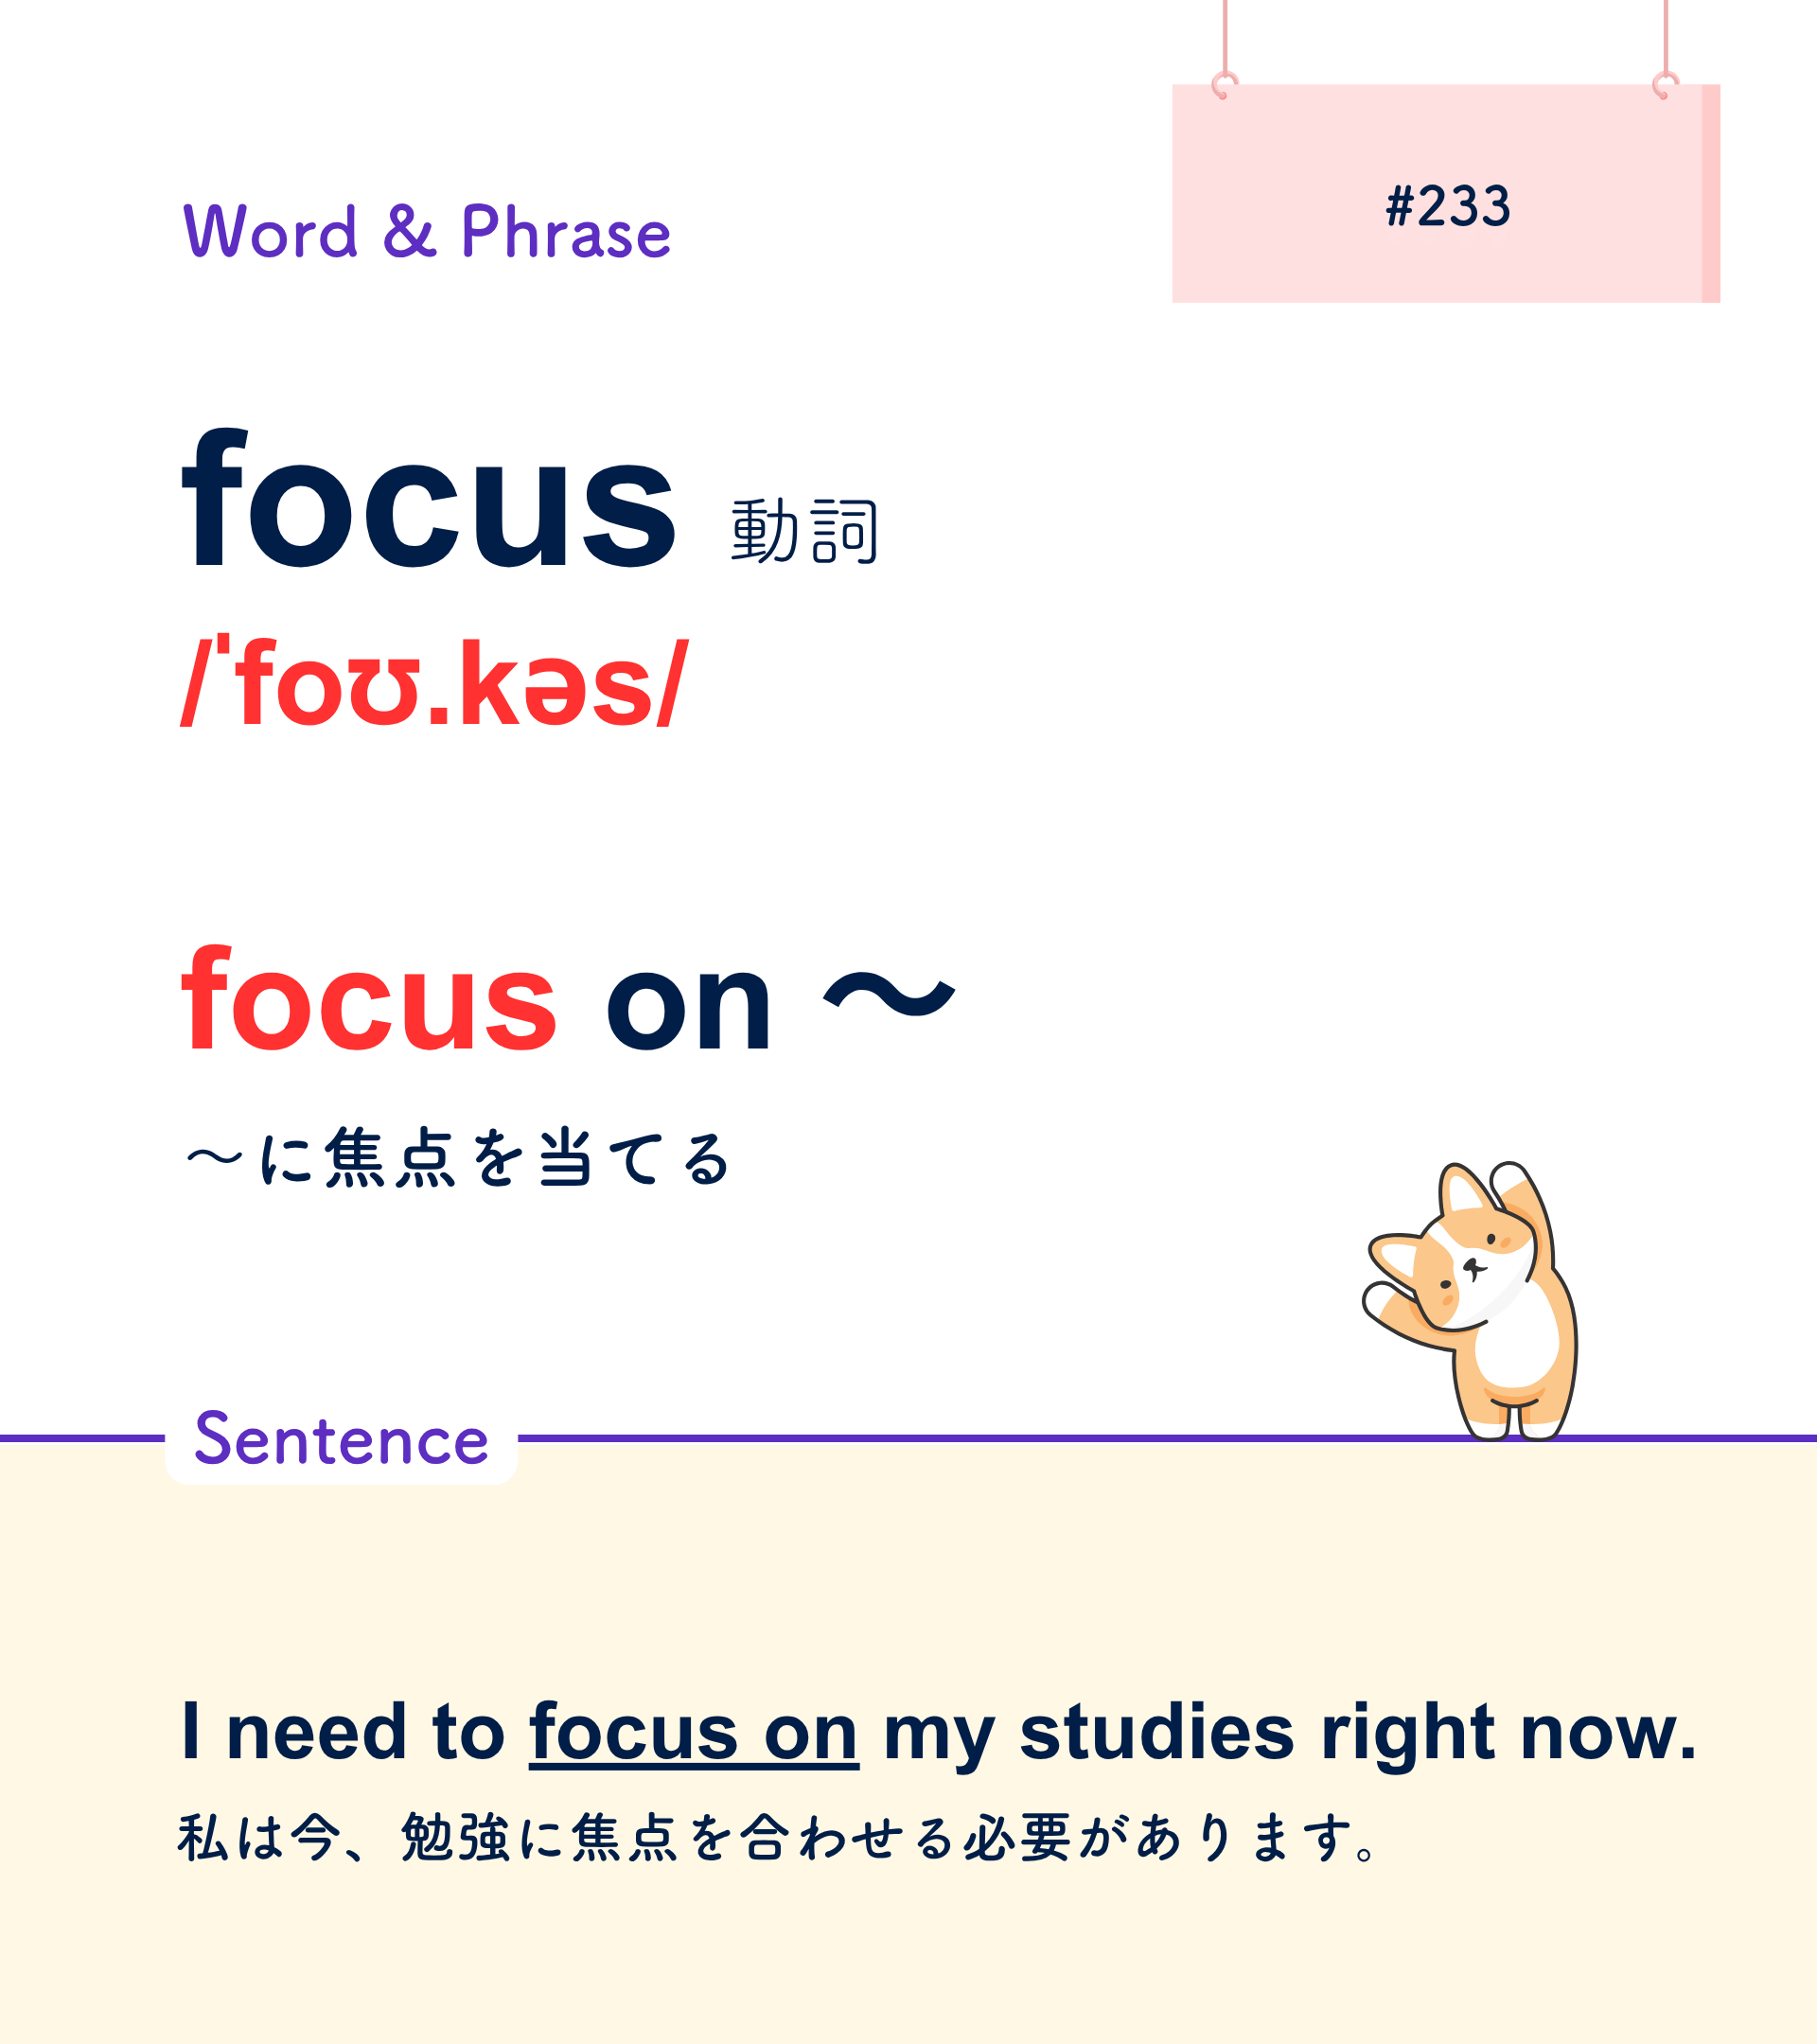 #233
Word & Phrase
focus 動詞
/ˈfoʊ.kəs/
focus on 〜
〜に焦点を当てる
Sentence
I need to focus on my studies right now.
私は今、勉強に焦点を合わせる必要があります。